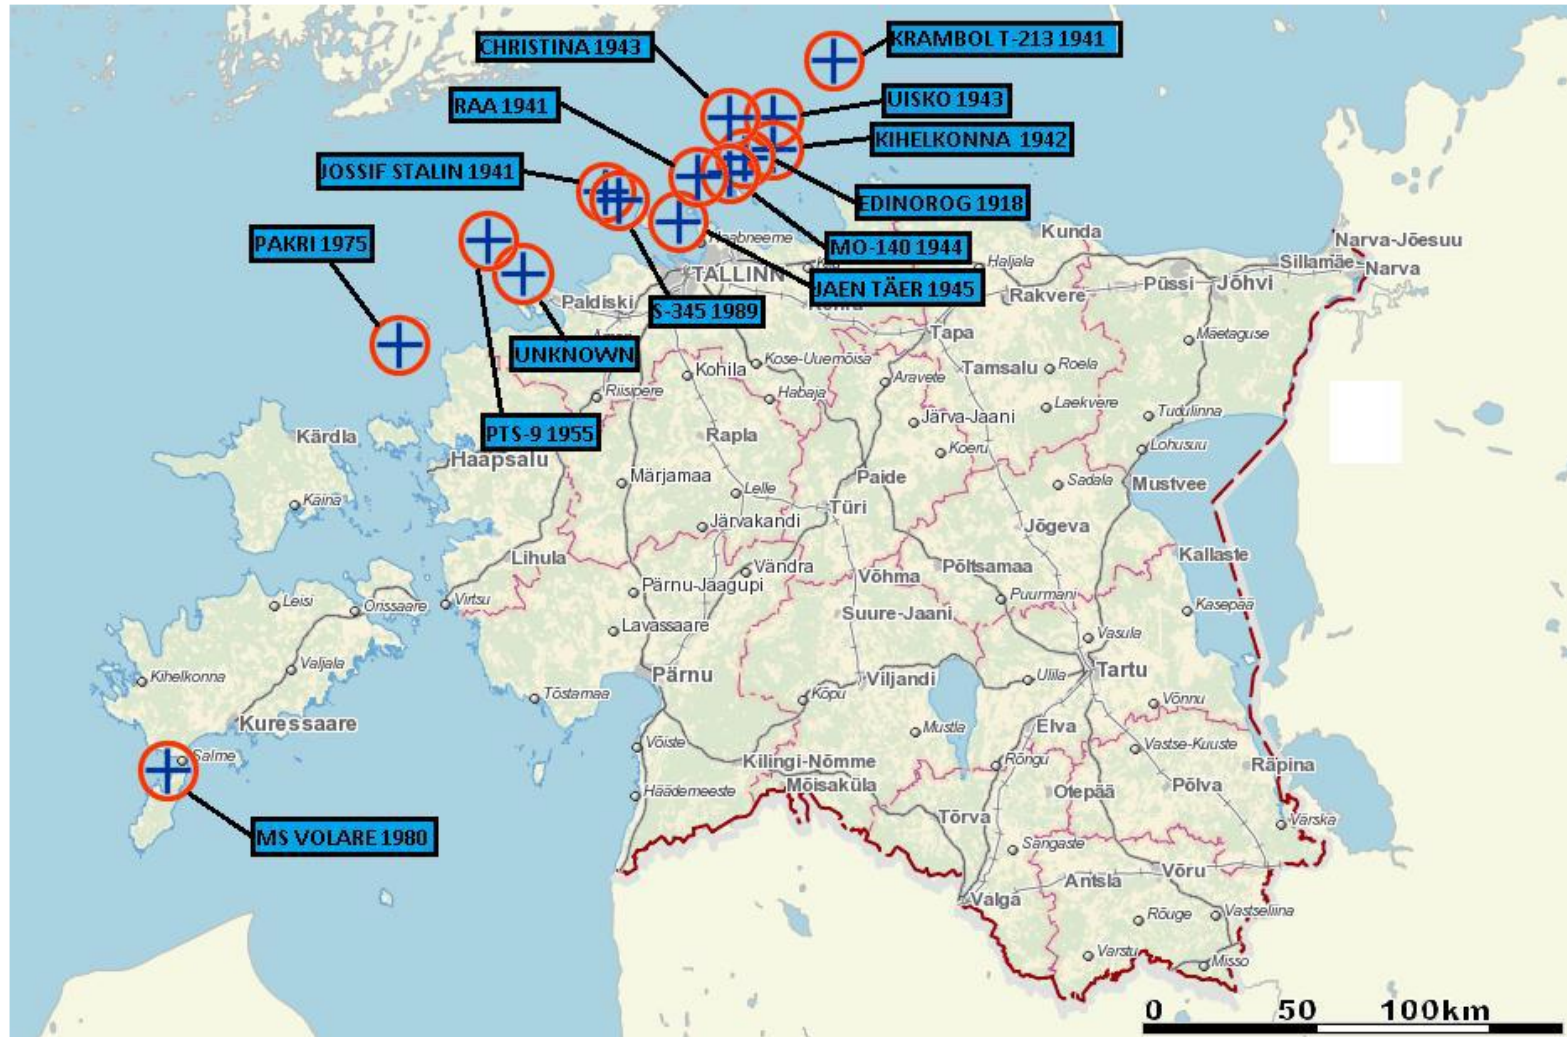 CHRISTINA 1943
KRAMBOL T-213 1941
RAA 1941
UISKO 1943
JOSSIF STALIN 1941
KIHELKONNA 1942
EDINOROG 1918
PAKRI 1975
MO-140 1944
JAEN TÄER 1945
S-345 1989
UNKNOWN
PTS-9 1955
MS VOLARE 1980
TALLINN
Paldiski
Kunda
Haljala
Rakvere
Narva-Jõesuu
Sillamäe
Narva
Püssi
Jõhvi
Tapa
Mäetaguse
Kose-Uuemõisa
Kohila
Aravete
Tamsalu
Roela
Riisipere
Habaja
Järva-Jaani
Laekvere
Tudulinna
Kärdla
Rapla
Koeru
Lohusuu
Haapsalu
Käina
Märjamaa
Lelle
Paide
Sadala
Mustvee
Türi
Järvakandi
Jõgeva
Lihula
Vändra
Võhma
Põltsamaa
Kallaste
Leisi
Orissaare
Virtsu
Pärnu-Jaagupi
Suure-Jaani
Puurmani
Kasepää
Lavassaare
Vasula
Kihelkonna
Valjala
Pärnu
Viljandi
Ulila
Tartu
Tõstamaa
Kõpu
Võnnu
Kuressaare
Mustla
Elva
Salme
Võiste
Kilingi-Nõmme
Rõngu
Vastse-Kuuste
Räpina
Häädemeeste
Mõisaküla
Otepää
Põlva
Tõrva
Värska
Sangaste
Antsla
Võru
Valga
Rõuge
Vastseliina
Varstu
Misso
0 50 100km